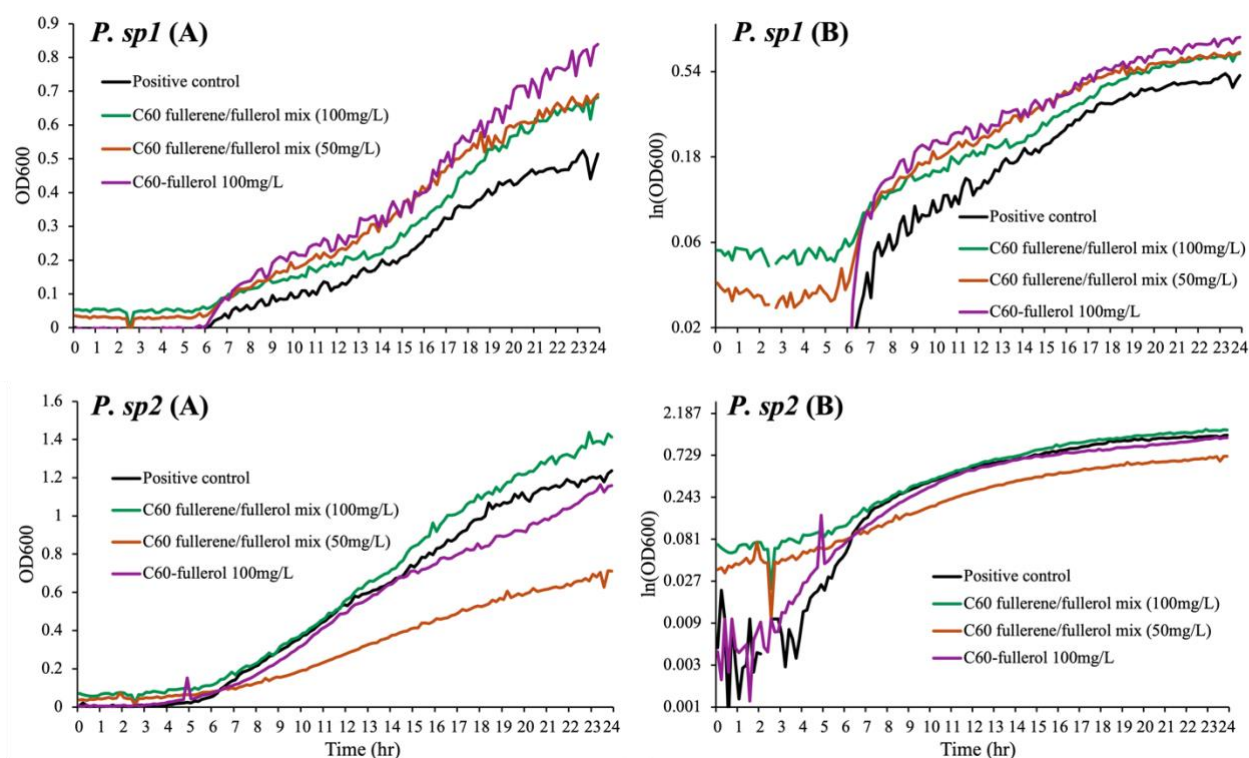 P. sp1 (A)
0.9
0.8
0.7
0.6
0.5
0.4
0.3
0.2
0.1
0
OD600
Positive control
C60 fullerene/fullerol mix (100mg/L)
C60 fullerene/fullerol mix (50mg/L)
C60-fullerol 100mg/L
0 1 2 3 4 5 6 7 8 9 10 11 12 13 14 15 16 17 18 19 20 21 22 23 24
P. sp1 (B)
0.54
0.18
0.06
0.02
ln(OD600)
Positive control
C60 fullerene/fullerol mix (100mg/L)
C60 fullerene/fullerol mix (50mg/L)
C60-fullerol 100mg/L
0 1 2 3 4 5 6 7 8 9 10 11 12 13 14 15 16 17 18 19 20 21 22 23 24
P. sp2 (A)
1.6
1.4
1.2
1
0.8
0.6
0.4
0.2
0
OD600
Positive control
C60 fullerene/fullerol mix (100mg/L)
C60 fullerene/fullerol mix (50mg/L)
C60-fullerol 100mg/L
0 1 2 3 4 5 6 7 8 9 10 11 12 13 14 15 16 17 18 19 20 21 22 23 24
Time (hr)
P. sp2 (B)
2.187
0.729
0.243
0.081
0.027
0.009
0.003
0.001
ln(OD600)
Positive control
C60 fullerene/fullerol mix (100mg/L)
C60 fullerene/fullerol mix (50mg/L)
C60-fullerol 100mg/L
0 1 2 3 4 5 6 7 8 9 10 11 12 13 14 15 16 17 18 19 20 21 22 23 24
Time (hr)